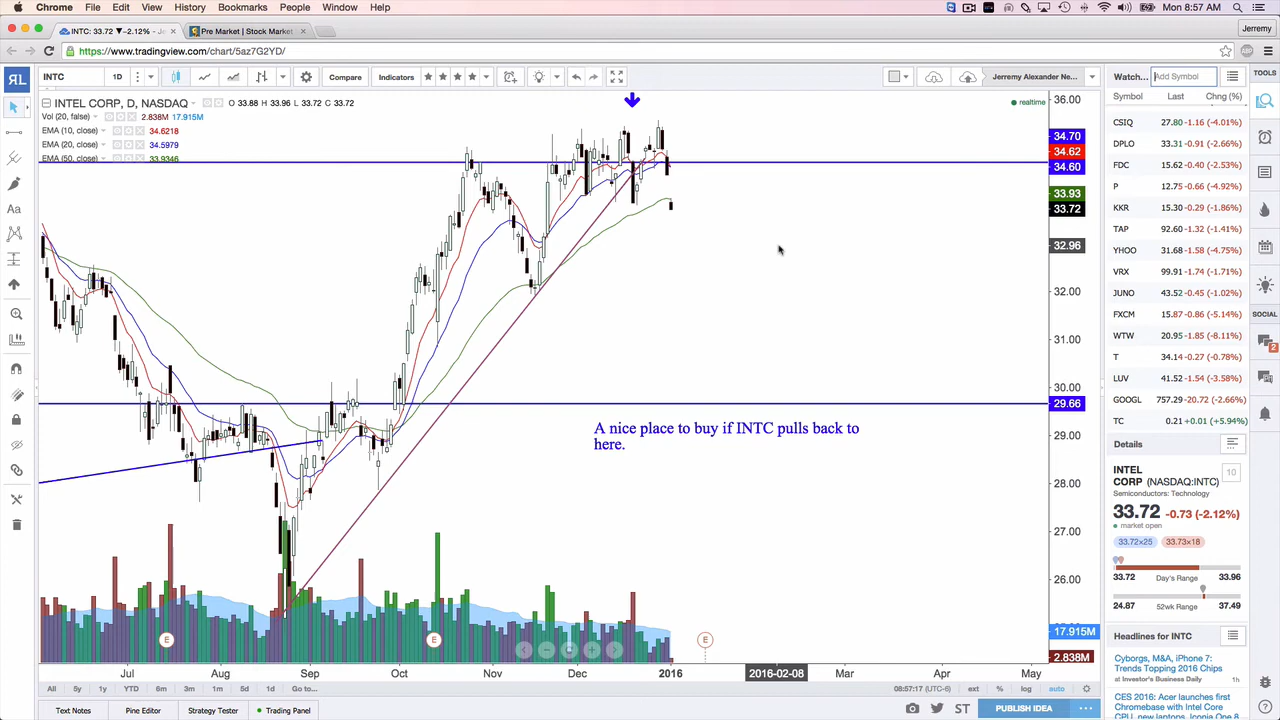 Chrome File Edit View History Bookmarks People Window Help Mon 8:57 AM
INTC: 33.72 ▼−2.12% - Je Pre Market | Stock Market Jerremy
https://www.tradingview.com/chart/5az7G2YD/
INTC 1D Compare Indicators Jerremy Alexander Ne... Watch... Add Symbol TOOLS
Symbol Last Chng (%)
INTEL CORP, D, NASDAQ O 33.88 H 33.96 L 33.72 C 33.72 realtime
Vol (20, false) 2.838M 17.915M
EMA (10, close) 34.6218
EMA (20, close) 34.5979
EMA (50, close) 33.9346
36.00
34.70
34.62
34.60
33.93
33.72
32.96
32.00
31.00
30.00
29.66
29.00
28.00
27.00
26.00
17.915M
2.838M
A nice place to buy if INTC pulls back to
here.
E E E
Jul Aug Sep Oct Nov Dec 2016 2016-02-08 Mar Apr May
All 5y 1y YTD 6m 3m 1m 5d 1d Go to... 08:57:17 (UTC-6) ext % log auto
Text Notes Pine Editor Strategy Tester Trading Panel ST PUBLISH IDEA
CSIQ 27.80 -1.16 (-4.01%)
DPLO 33.31 -0.91 (-2.66%)
FDC 15.62 -0.40 (-2.53%)
P 12.75 -0.66 (-4.92%)
KKR 15.30 -0.29 (-1.86%)
TAP 92.60 -1.32 (-1.41%)
YHOO 31.68 -1.58 (-4.75%)
VRX 99.91 -1.74 (-1.71%)
JUNO 43.52 -0.45 (-1.02%)
SOCIAL
FXCM 15.87 -0.86 (-5.14%)
WTW 20.95 -1.85 (-8.11%)
2
T 34.14 -0.27 (-0.78%)
LUV 41.52 -1.54 (-3.58%)
GOOGL 757.29 -20.72 (-2.66%)
TC 0.21 +0.01 (+5.94%)
Details
INTEL
CORP (NASDAQ:INTC) 10
Semiconductors: Technology
33.72 -0.73 (-2.12%)
market open
33.72×25 33.73×18
33.72 Day's Range 33.96
24.87 52wk Range 37.49
Headlines for INTC
Cyborgs, M&A, iPhone 7:
Trends Topping 2016 Chips
at Investor's Business Daily 1h
CES 2016: Acer launches first
Chromebase with Intel Core